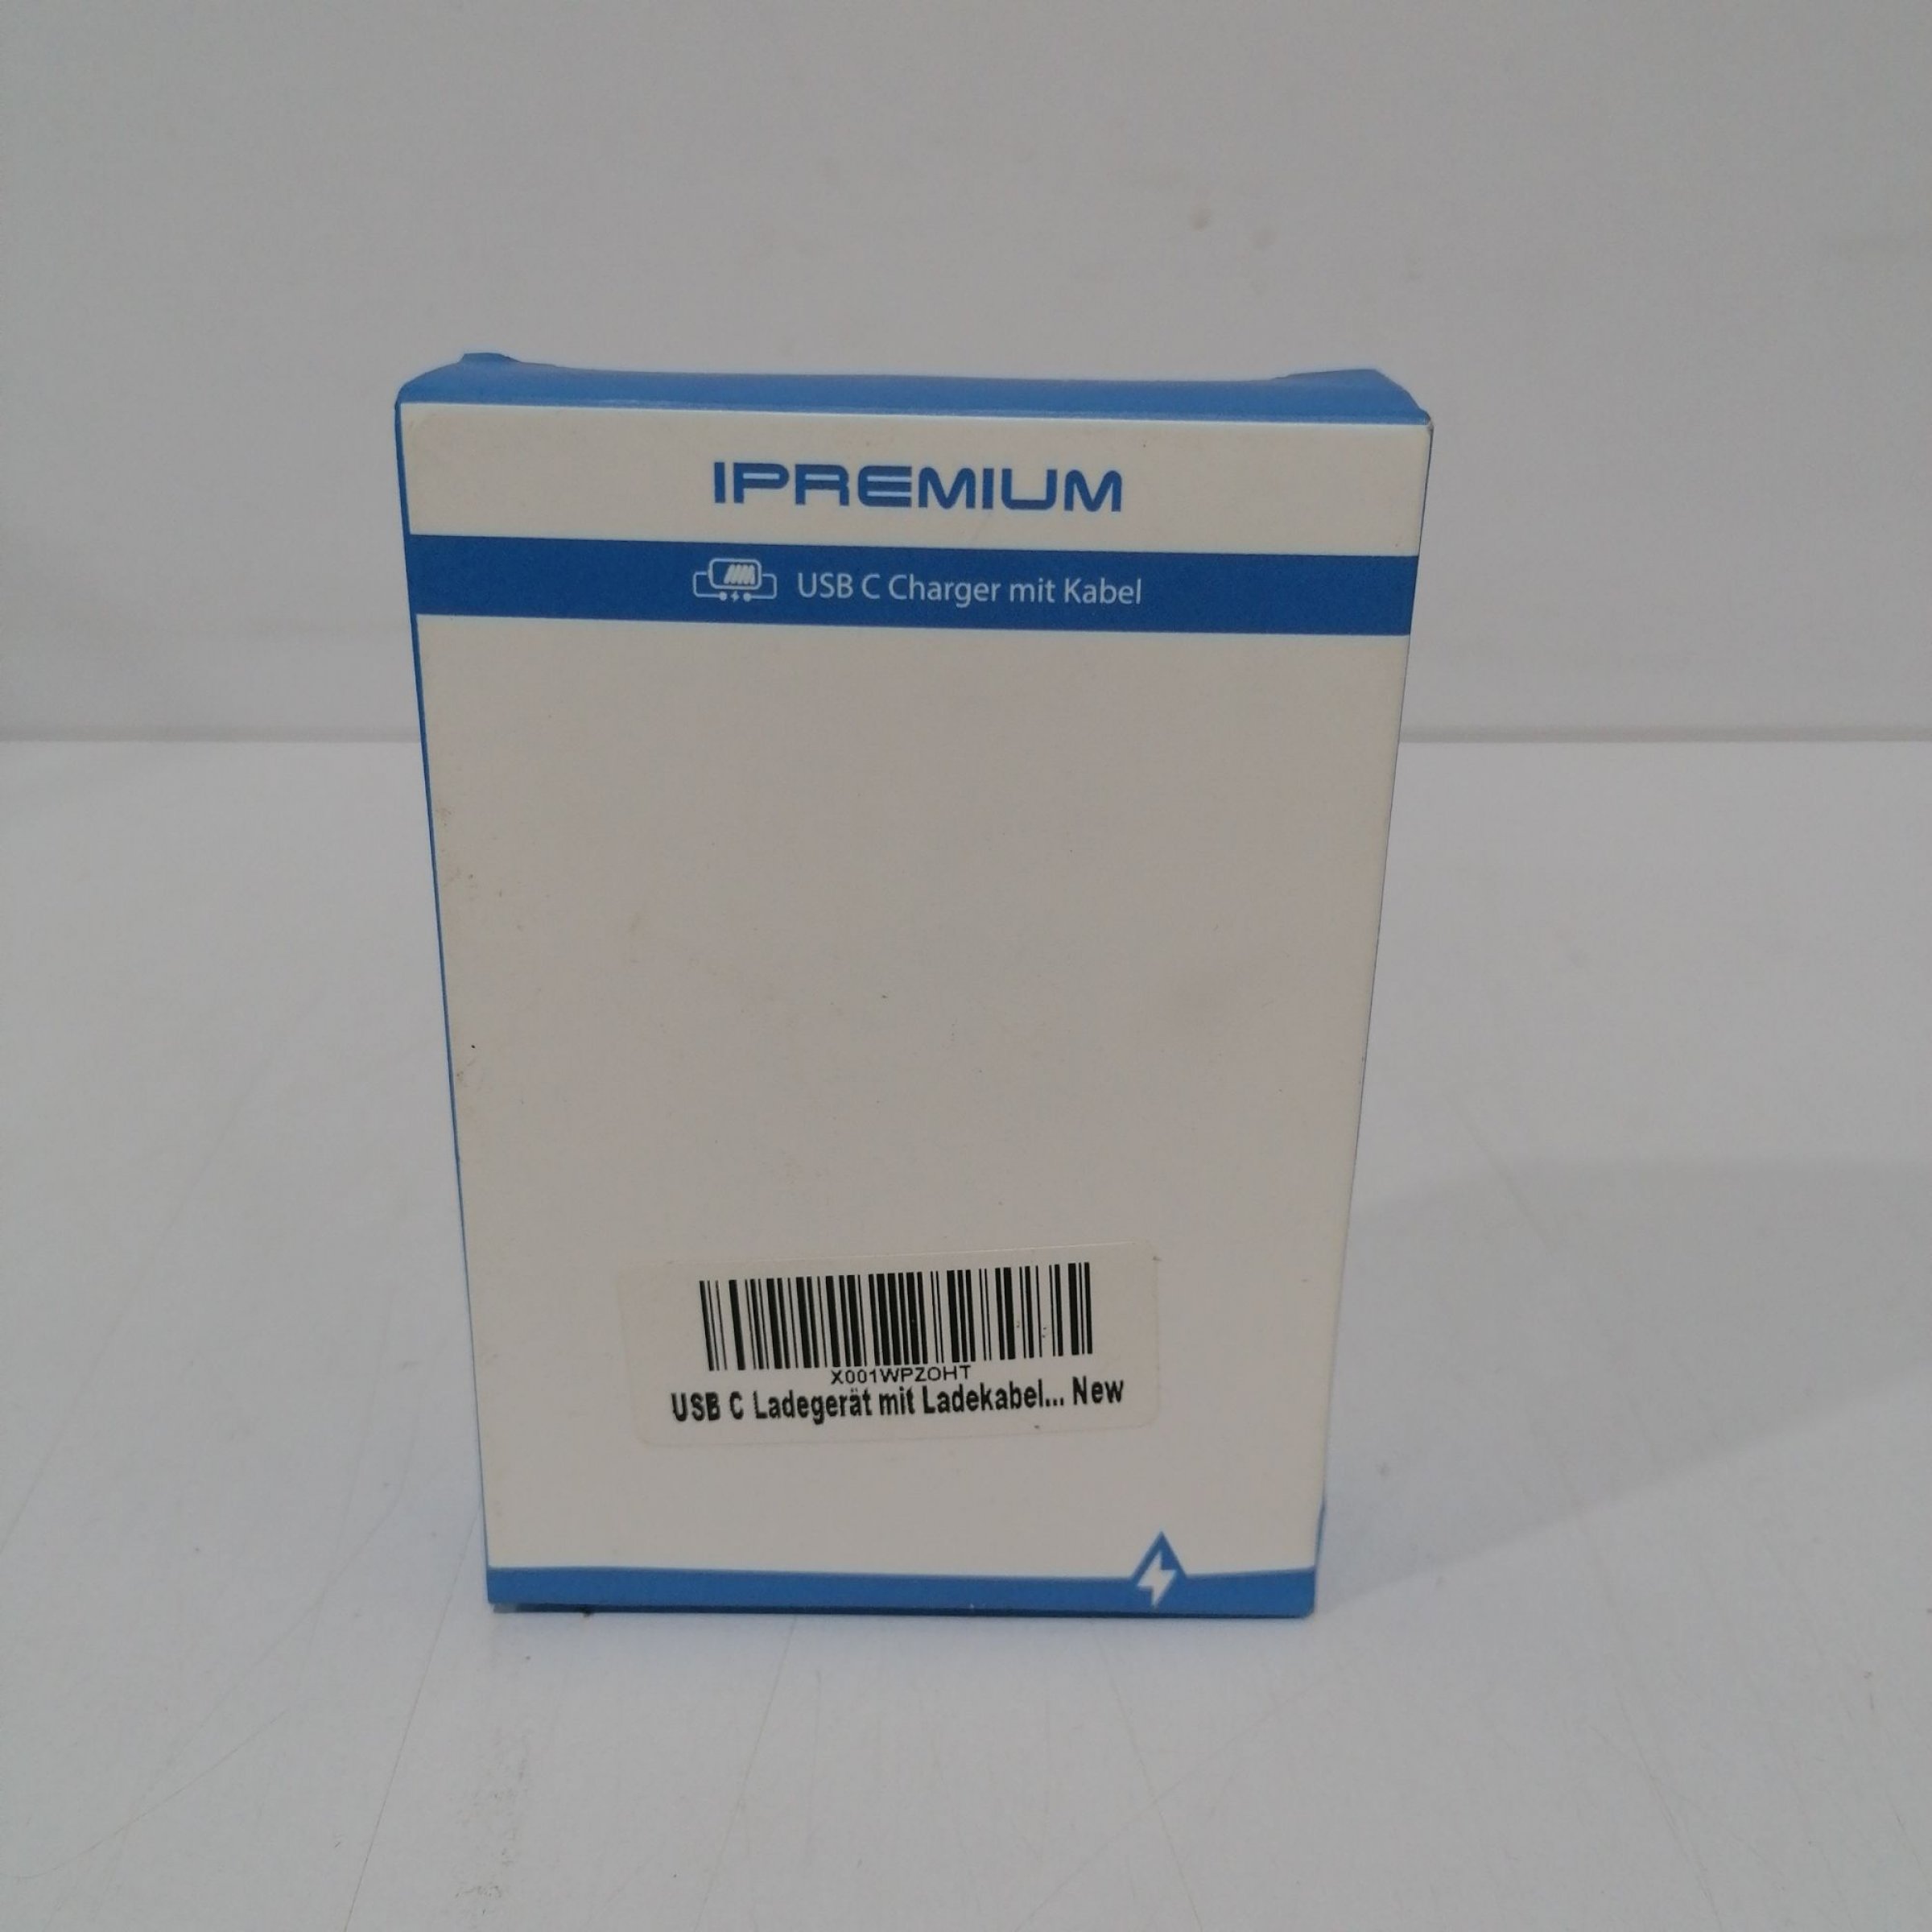 IPREMIUM
USB C Charger mit Kabel
X001WPZOHT
USB C Ladegerät mit Ladekabel... New